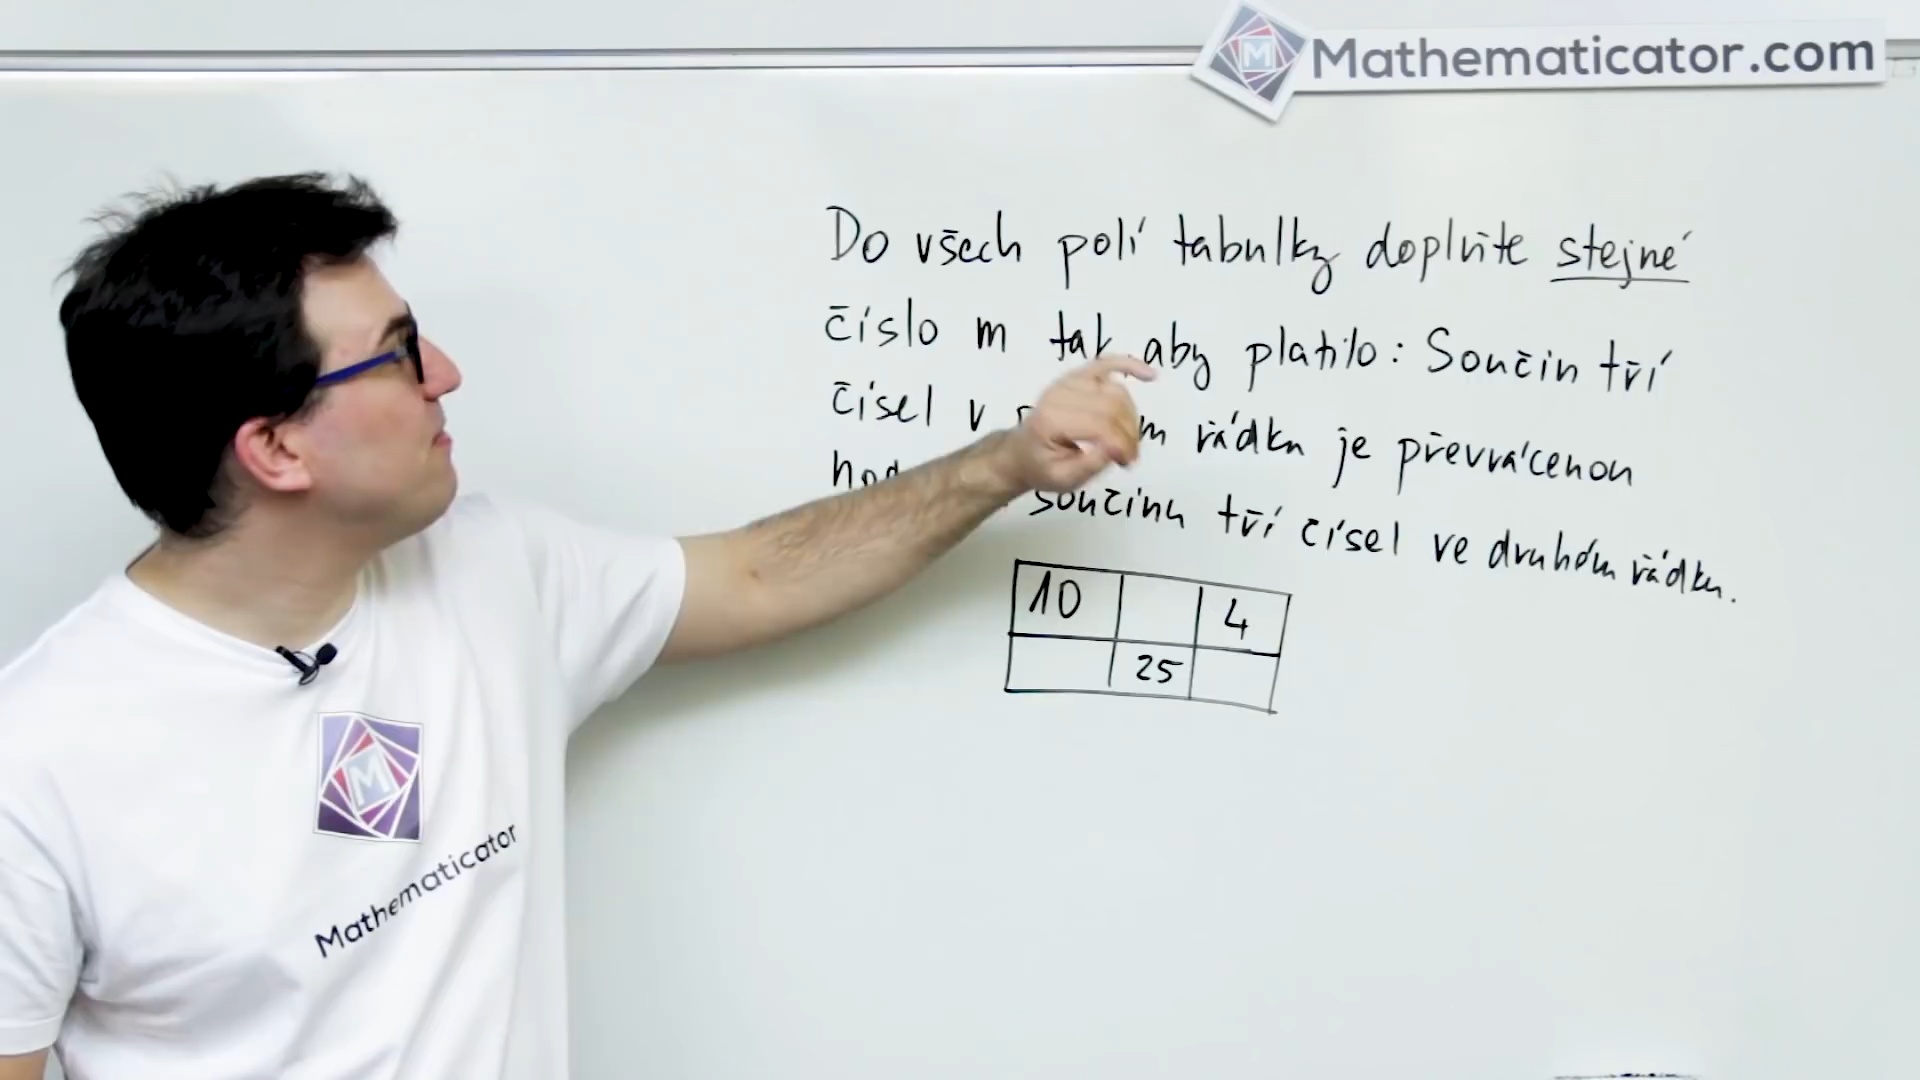 Mathematicator.com
Do všech polí tabulky doplňte stejné
číslo m tak, aby platilo: Součin tří
čísel v řádku je převrácenou
součinu tří čísel ve druhém řádku.
10 4
25
M
Mathematicator